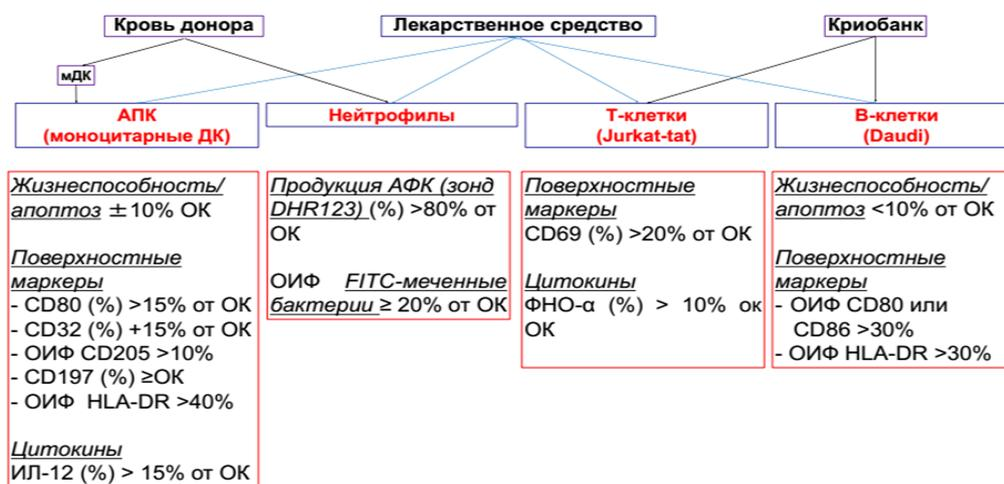 Кровь донора
Лекарственное средство
Криобанк
мДК
АПК
(моноцитарные ДК)
Нейтрофилы
Т-клетки
(Jurkat-tat)
В-клетки
(Daudi)
Жизнеспособность/
апоптоз ±10% ОК
Поверхностные
маркеры
- CD80 (%) >15% от ОК
- CD32 (%) +15% от ОК
- ОИФ CD205 >10%
- CD197 (%) ≥ОК
- ОИФ HLA-DR >40%
Цитокины
ИЛ-12 (%) > 15% от ОК
Продукция АФК (зонд
DHR123) (%) >80% от
ОК
ОИФ FITC-меченные
бактерии ≥ 20% от ОК
Поверхностные
маркеры
CD69 (%) >20% от ОК
Цитокины
ФНО-α (%) > 10% ок
ОК
Жизнеспособность/
апоптоз <10% от ОК
Поверхностные
маркеры
- ОИФ CD80 или
CD86 >30%
- ОИФ HLA-DR >30%